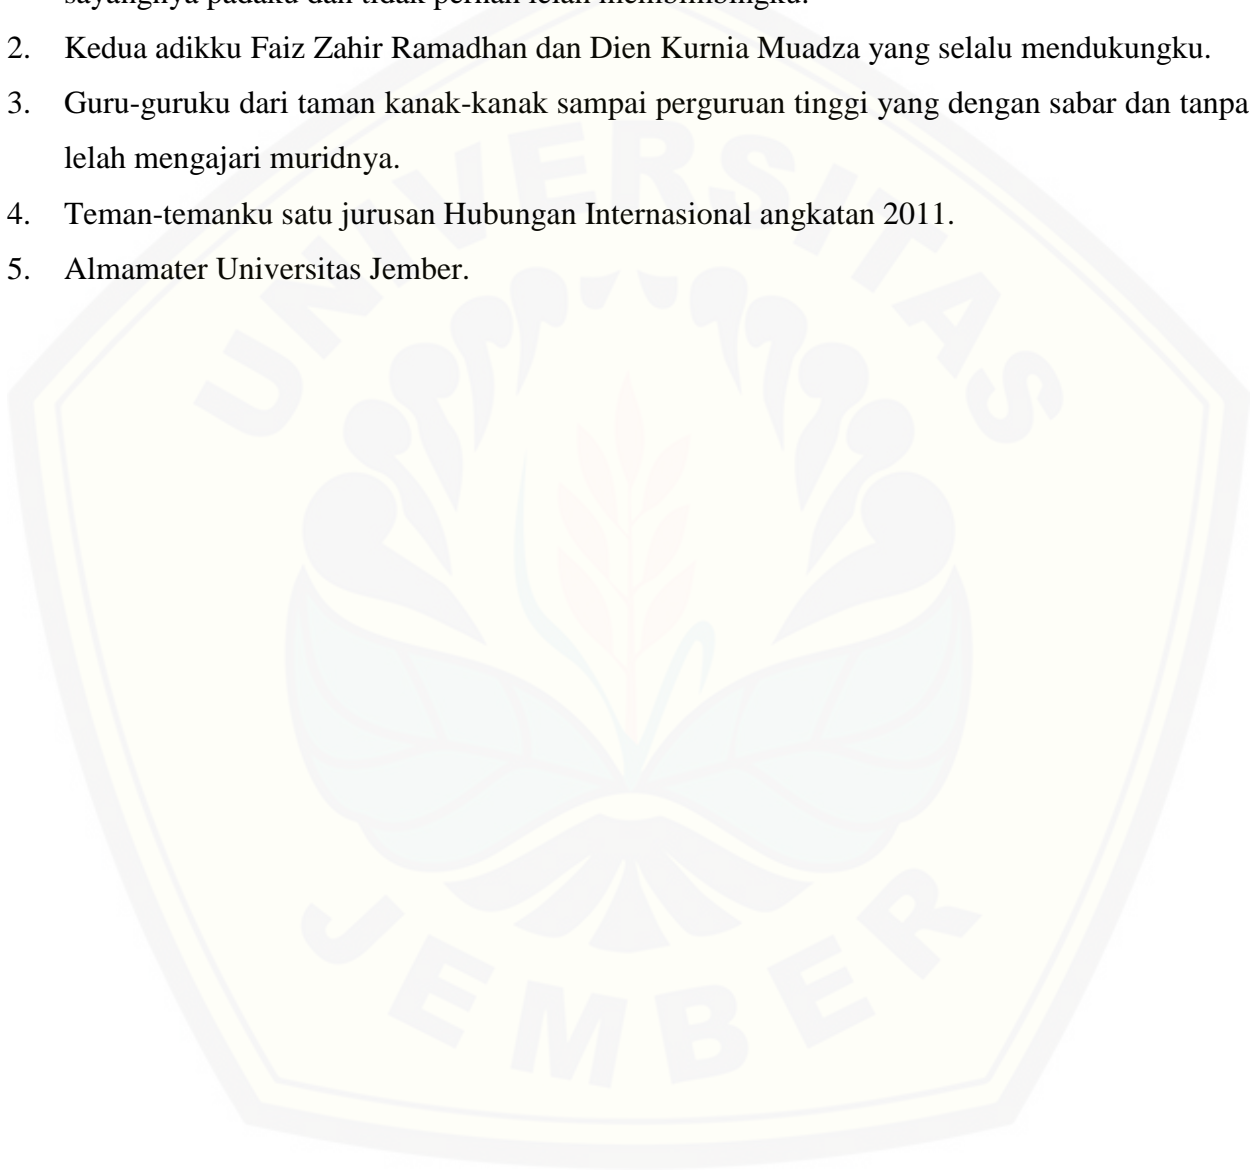 sayangnya padaku dan tidak pernah lelah membimbingku.
2. Kedua adikku Faiz Zahir Ramadhan dan Dien Kurnia Muadza yang selalu mendukungku.
3. Guru-guruku dari taman kanak-kanak sampai perguruan tinggi yang dengan sabar dan tanpa
lelah mengajari muridnya.
4. Teman-temanku satu jurusan Hubungan Internasional angkatan 2011.
5. Almamater Universitas Jember.
UNIVERSITAS
JEMBER